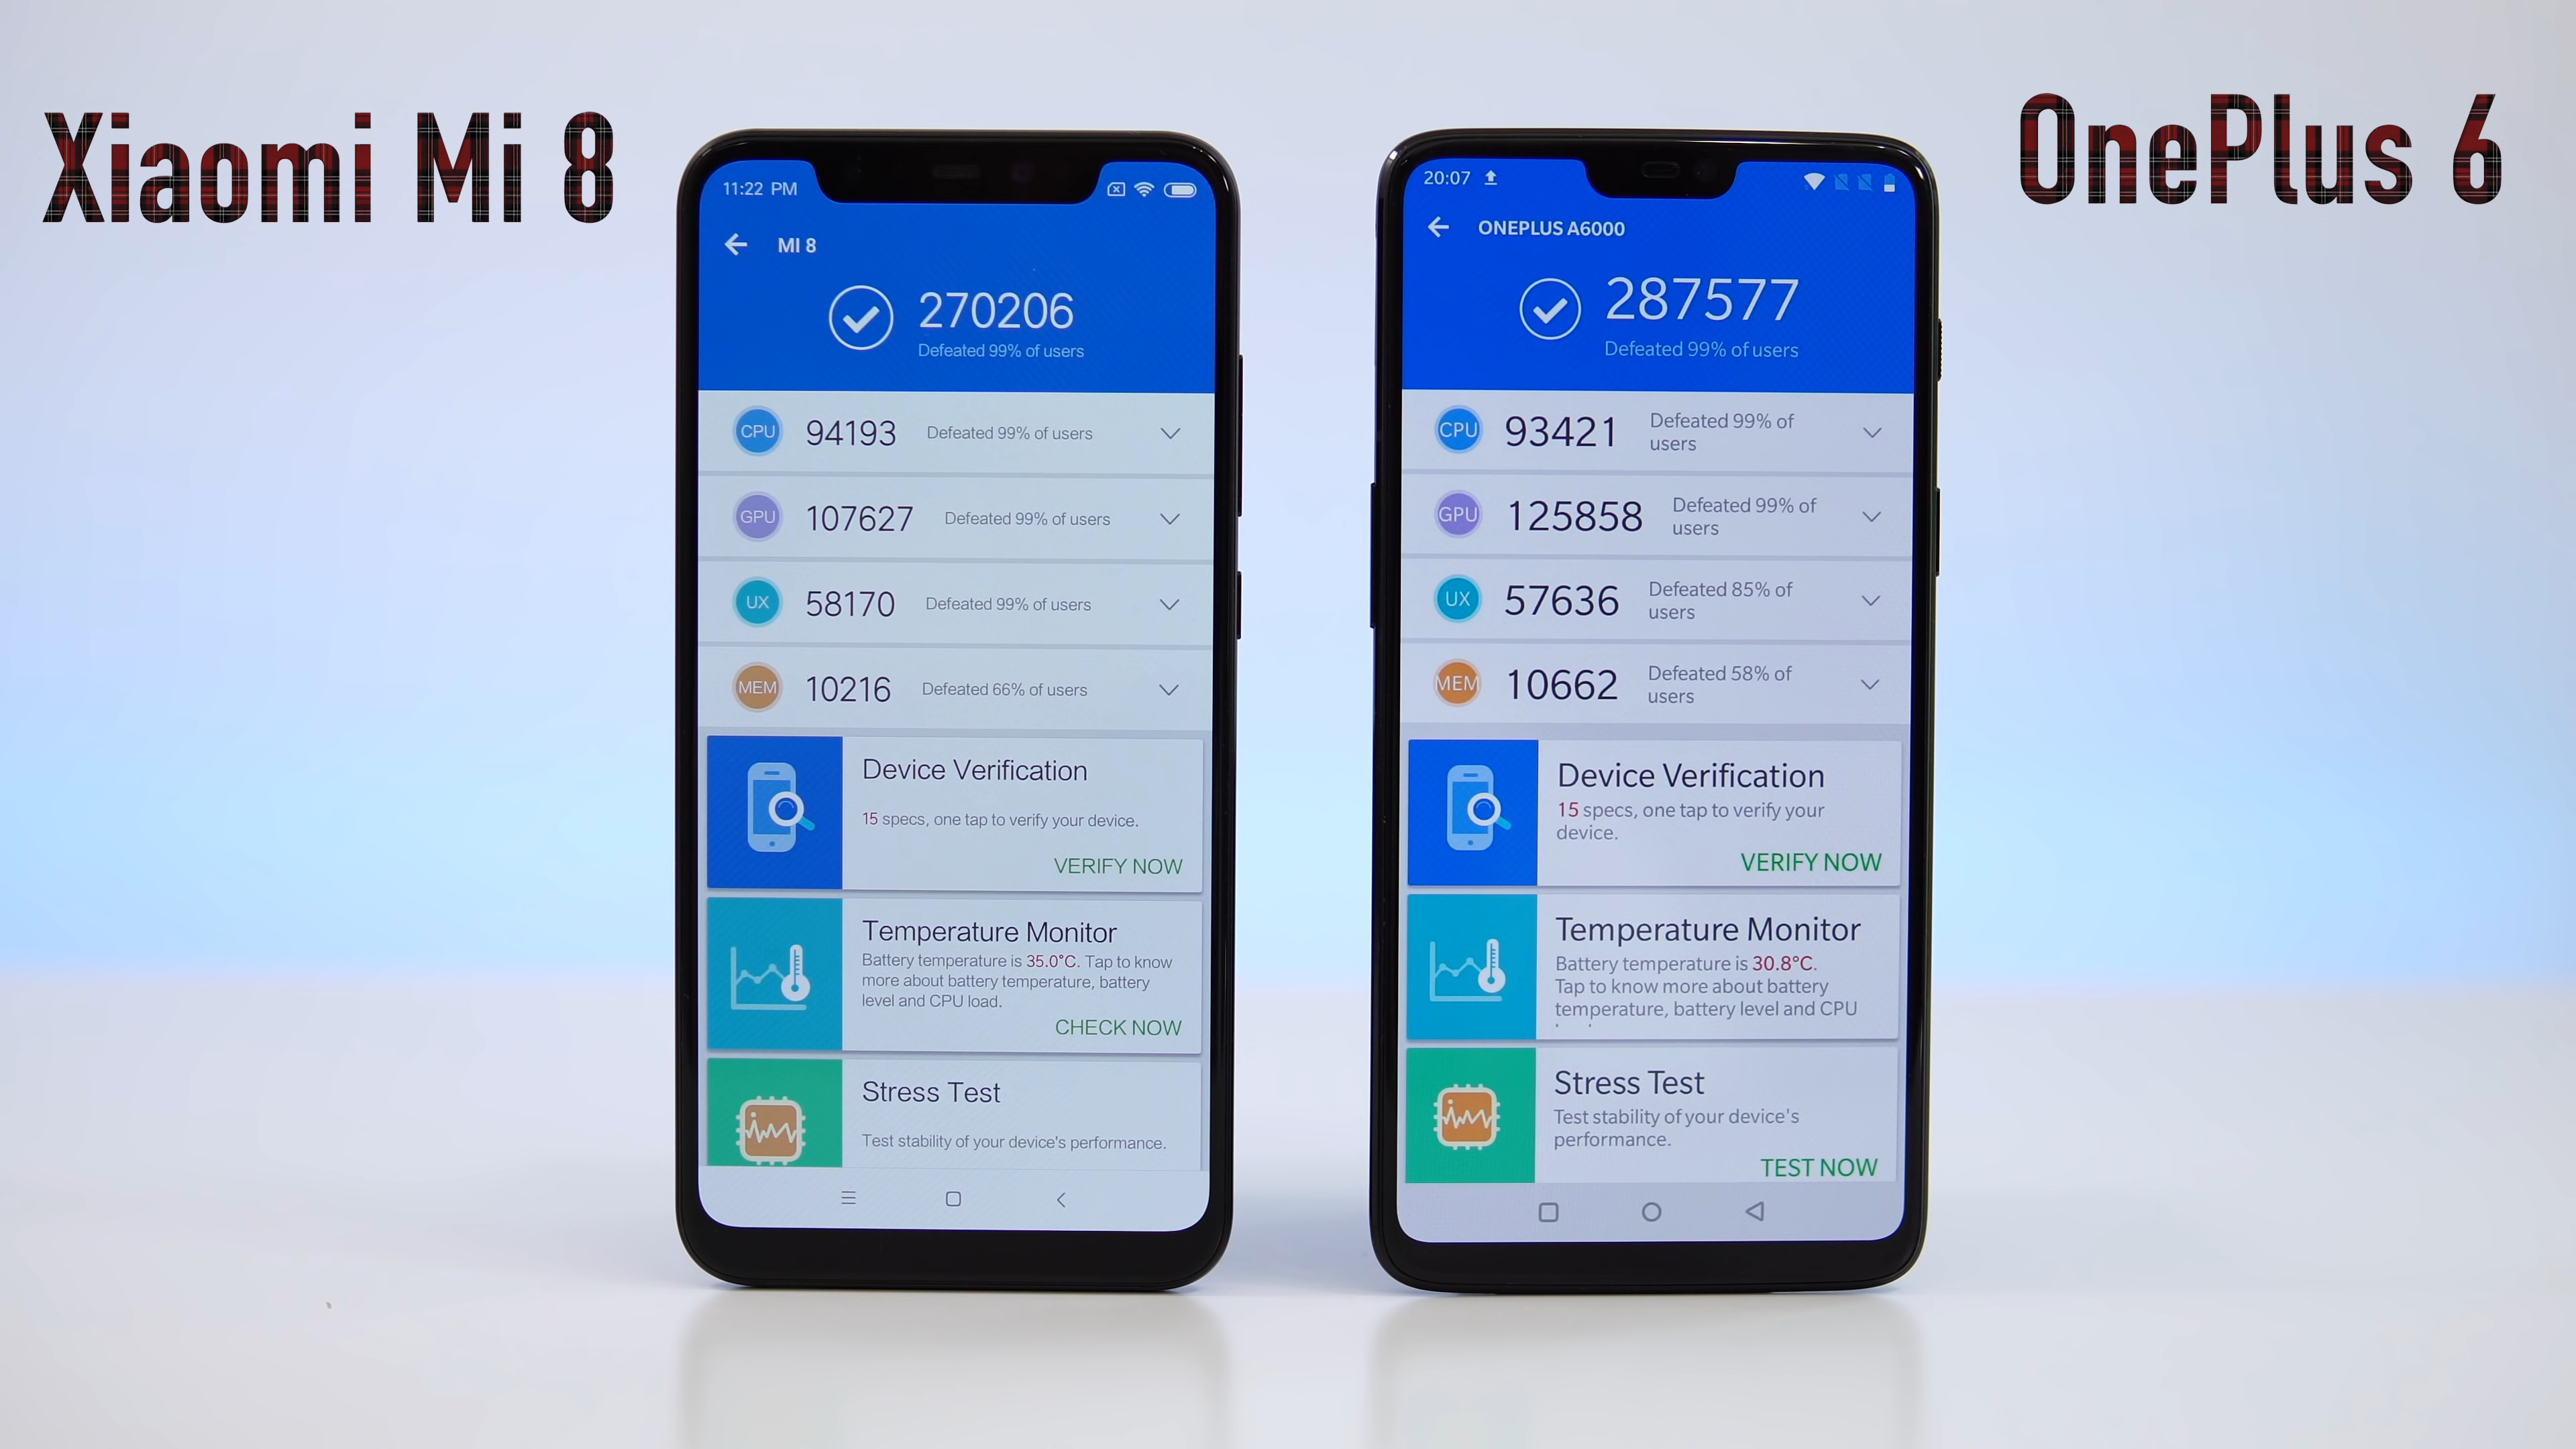 Xiaomi Mi 8
OnePlus 6
11:22 PM
MI 8
270206
Defeated 99% of users
CPU 94193 Defeated 99% of users
GPU 107627 Defeated 99% of users
UX 58170 Defeated 99% of users
MEM 10216 Defeated 66% of users
Device Verification
15 specs, one tap to verify your device.
VERIFY NOW
Temperature Monitor
Battery temperature is 35.0°C. Tap to know
more about battery temperature, battery
level and CPU load.
CHECK NOW
Stress Test
Test stability of your device's performance.
20:07
ONEPLUS A6000
287577
Defeated 99% of users
CPU 93421 Defeated 99% of
users
GPU 125858 Defeated 99% of
users
UX 57636 Defeated 85% of
users
MEM 10662 Defeated 58% of
users
Device Verification
15 specs, one tap to verify your
device.
VERIFY NOW
Temperature Monitor
Battery temperature is 30.8°C.
Tap to know more about battery
temperature, battery level and CPU
Stress Test
Test stability of your device's
performance.
TEST NOW